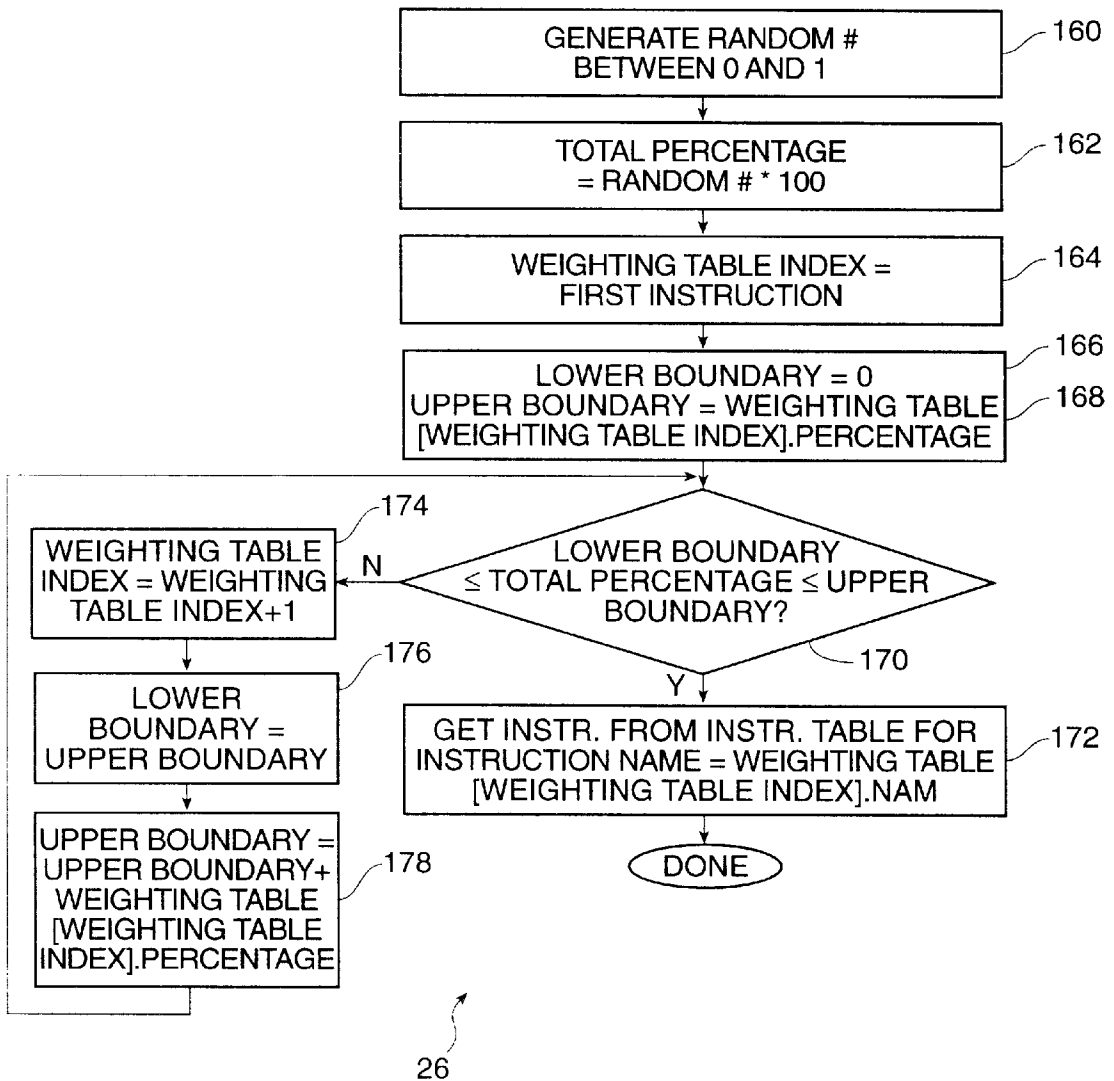 GENERATE RANDOM #
BETWEEN 0 AND 1
160
TOTAL PERCENTAGE
= RANDOM # * 100
162
WEIGHTING TABLE INDEX =
FIRST INSTRUCTION
164
LOWER BOUNDARY = 0
UPPER BOUNDARY = WEIGHTING TABLE
[WEIGHTING TABLE INDEX].PERCENTAGE
166
168
LOWER BOUNDARY
≤ TOTAL PERCENTAGE ≤ UPPER
BOUNDARY?
170
N
Y
174
WEIGHTING TABLE
INDEX = WEIGHTING
TABLE INDEX+1
176
LOWER
BOUNDARY =
UPPER BOUNDARY
178
UPPER BOUNDARY =
UPPER BOUNDARY+
WEIGHTING TABLE
[WEIGHTING TABLE
INDEX].PERCENTAGE
GET INSTR. FROM INSTR. TABLE FOR
INSTRUCTION NAME = WEIGHTING TABLE
[WEIGHTING TABLE INDEX].NAM
172
DONE
26